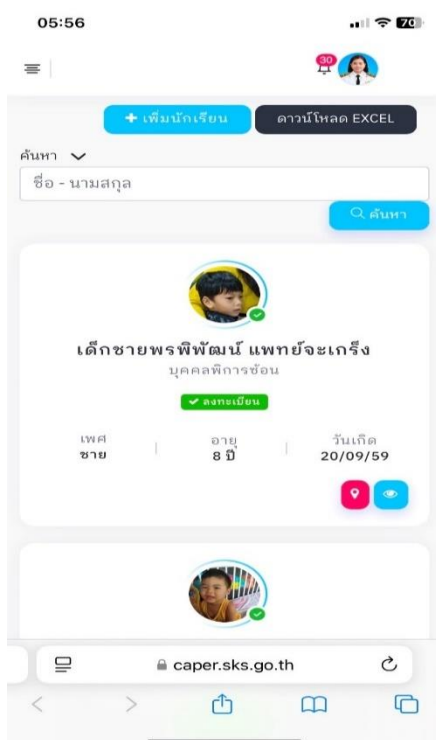 05:56
70
30
+ เพิ่มนักเรียน
ดาวน์โหลด EXCEL
ค้นหา
ชื่อ - นามสกุล
ค้นหา
เด็กชายพรพิพัฒน์ แพทย์จะเกร็ง
บุคคลพิการซ้อน
ลงทะเบียน
เพศ อายุ วันเกิด
ชาย 8 ปี 20/09/59
caper.sks.go.th